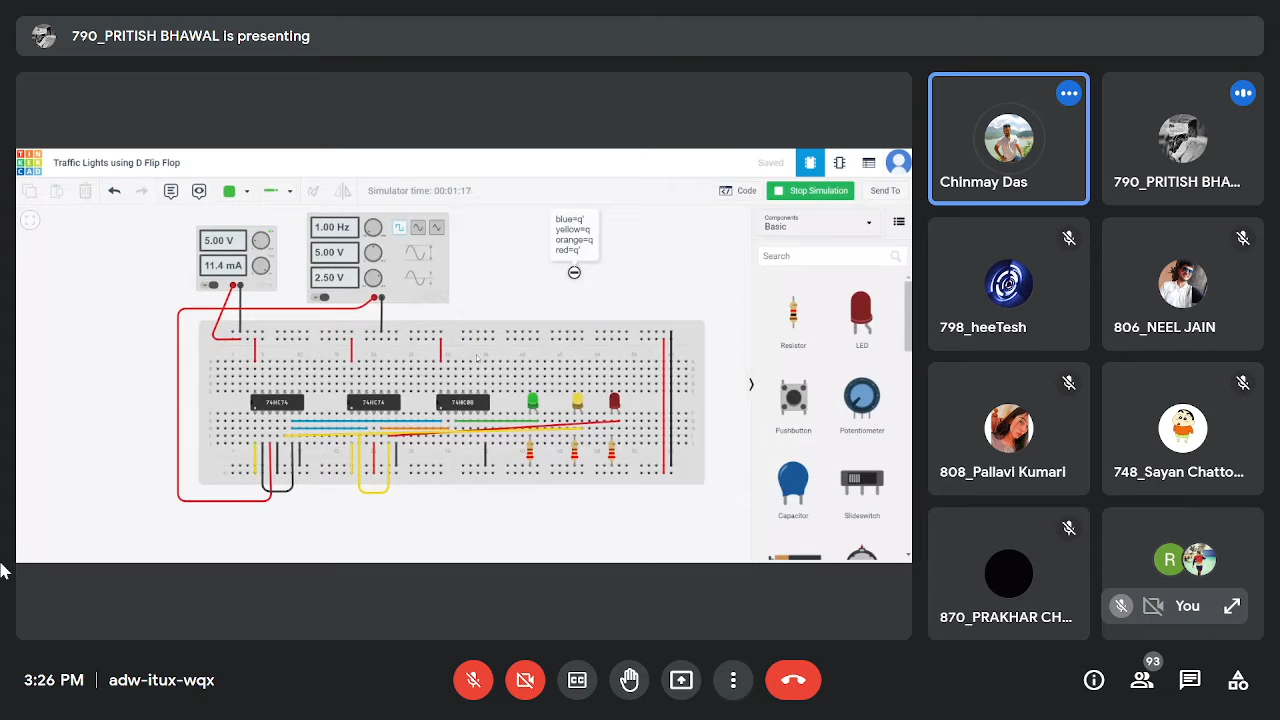 790_PRITISH BHAWAL Is presenting
TIN
KER
CAD
Traffic Lights using D Flip Flop
Saved
Simulator time: 00:01:17
Code
Stop Simulation
Send To
5.00 V
11.4 mA
1.00 Hz
5.00 V
2.50 V
blue=q'
yellow=q
orange=q
red=q'
74HC74
74HC74
74HC08
Components
Basic
Search
Resistor
LED
Pushbutton
Potentiometer
Capacitor
Slideswitch
Chinmay Das
790_PRITISH BHA...
798_heeTesh
806_NEEL JAIN
808_Pallavi Kumari
748_Sayan Chatto...
870_PRAKHAR CH...
R
You
3:26 PM | adw-itux-wqx
93